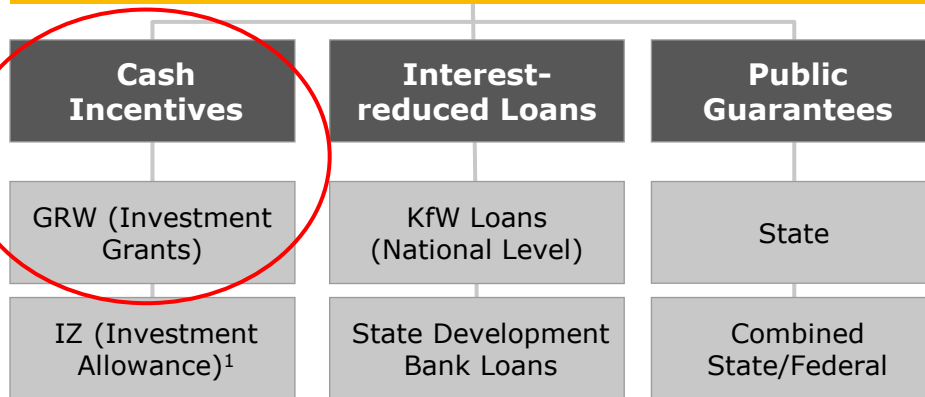 Cash
Incentives
Interest-
reduced Loans
Public
Guarantees
GRW (Investment
Grants)
KfW Loans
(National Level)
State
IZ (Investment
Allowance)¹
State Development
Bank Loans
Combined
State/Federal